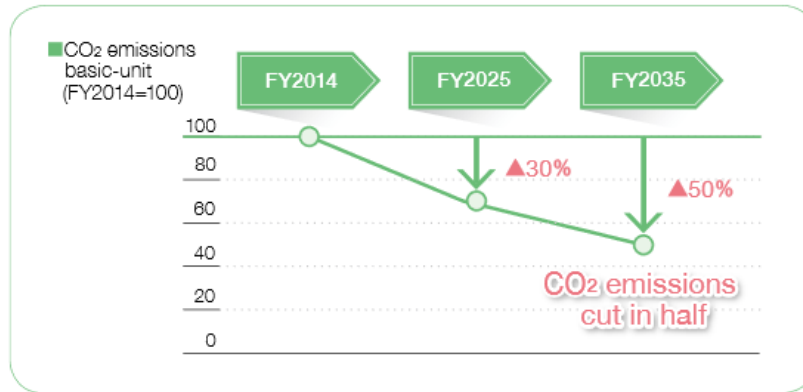 ■CO₂ emissions
basic-unit
(FY2014=100)
FY2014
FY2025
FY2035
100
80
60
40
20
0
▲30%
▲50%
CO₂ emissions
cut in half